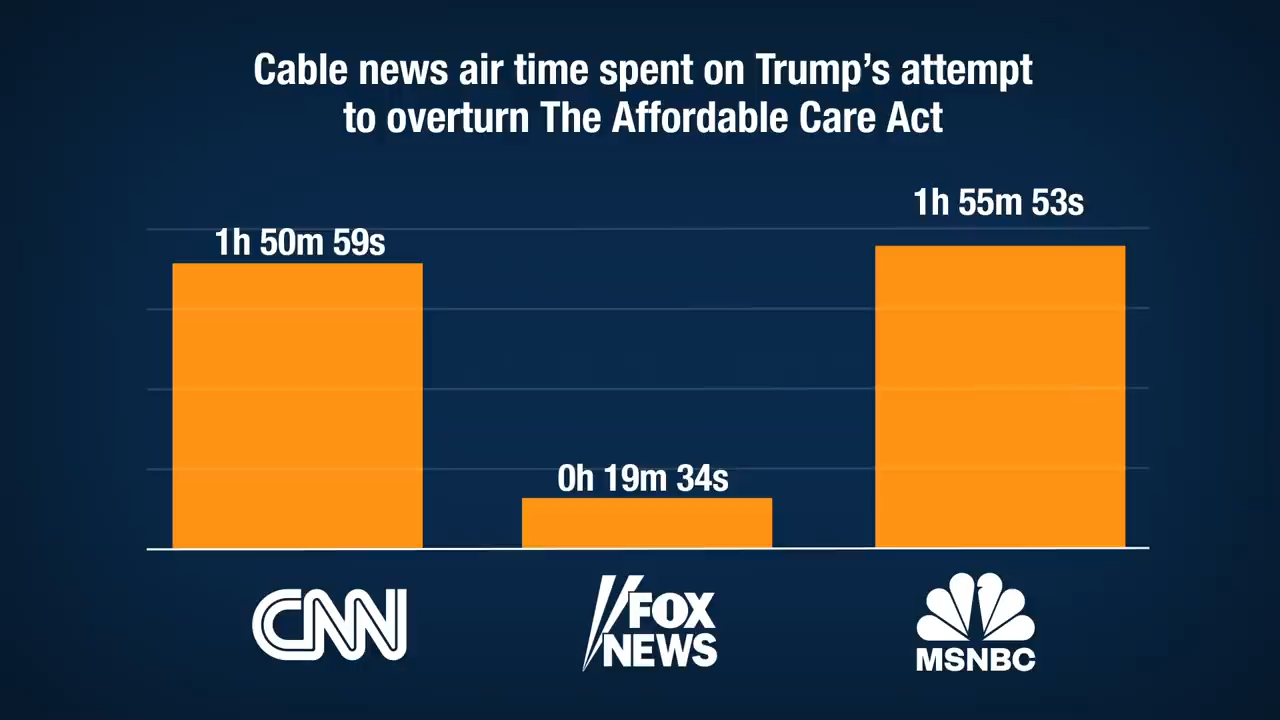 Cable news air time spent on Trump’s attempt
to overturn The Affordable Care Act
1h 50m 59s
0h 19m 34s
1h 55m 53s
CNN
FOX
NEWS
MSNBC